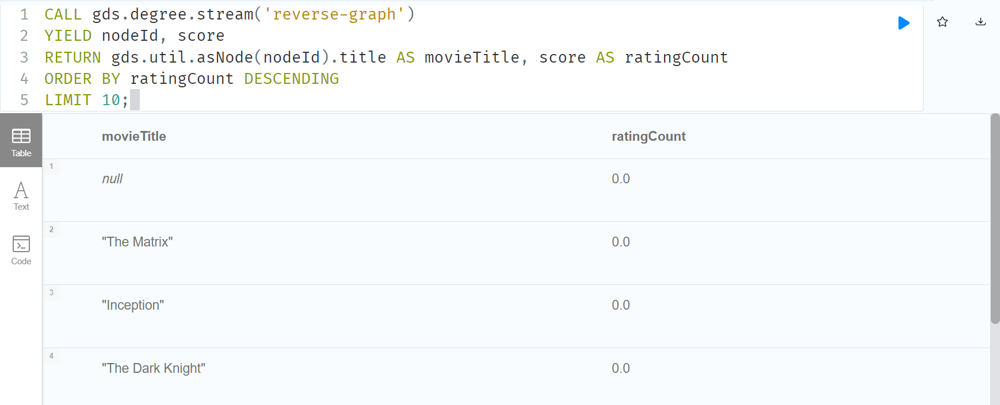 1 CALL gds.degree.stream('reverse-graph')
2 YIELD nodeId, score
3 RETURN gds.util.asNode(nodeId).title AS movieTitle, score AS ratingCount
4 ORDER BY ratingCount DESCENDING
5 LIMIT 10;
Table
Text
Code
movieTitle ratingCount
1 null 0.0
2 "The Matrix" 0.0
3 "Inception" 0.0
4 "The Dark Knight" 0.0